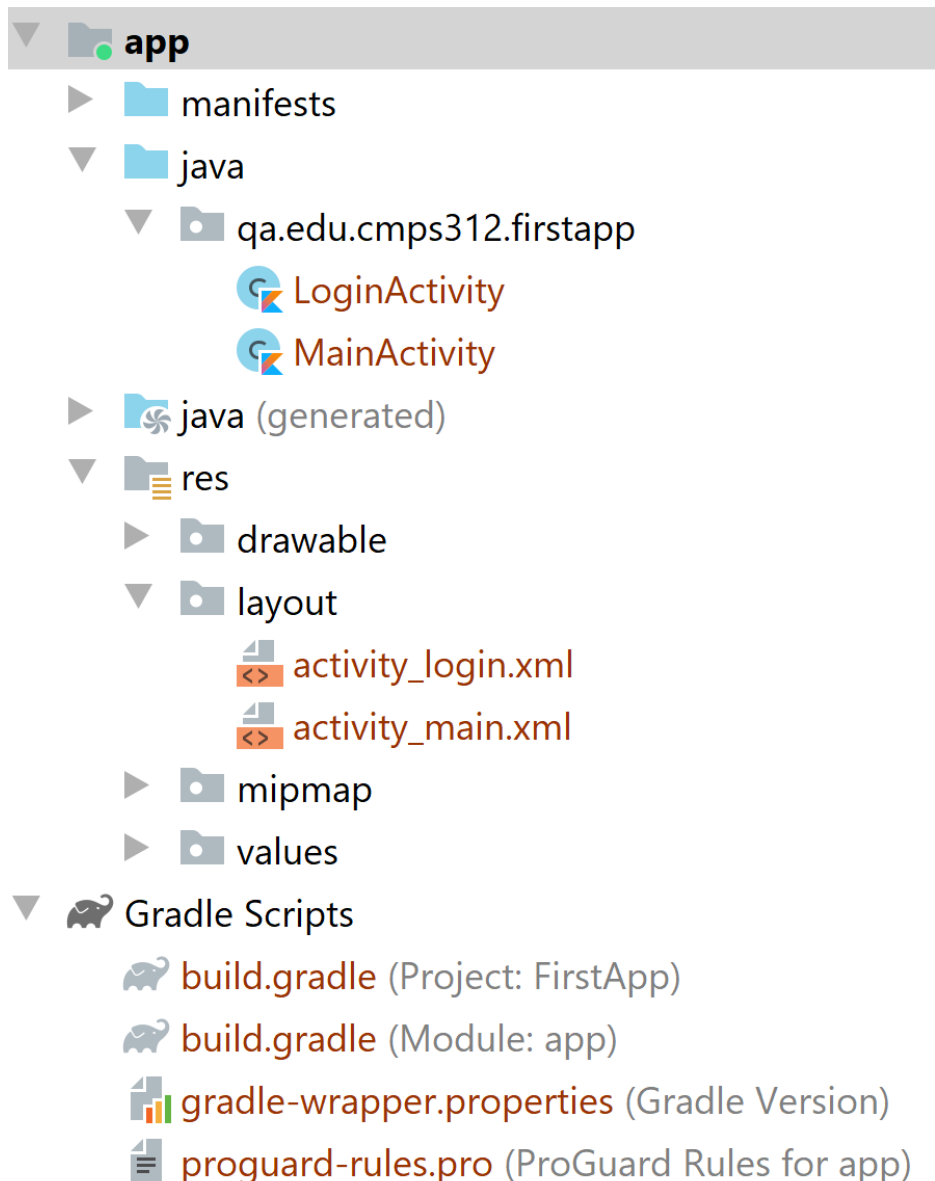 app
manifests
java
qa.edu.cmps312.firstapp
LoginActivity
MainActivity
java (generated)
res
drawable
layout
activity_login.xml
activity_main.xml
mipmap
values
Gradle Scripts
build.gradle (Project: FirstApp)
build.gradle (Module: app)
gradle-wrapper.properties (Gradle Version)
proguard-rules.pro (ProGuard Rules for app)